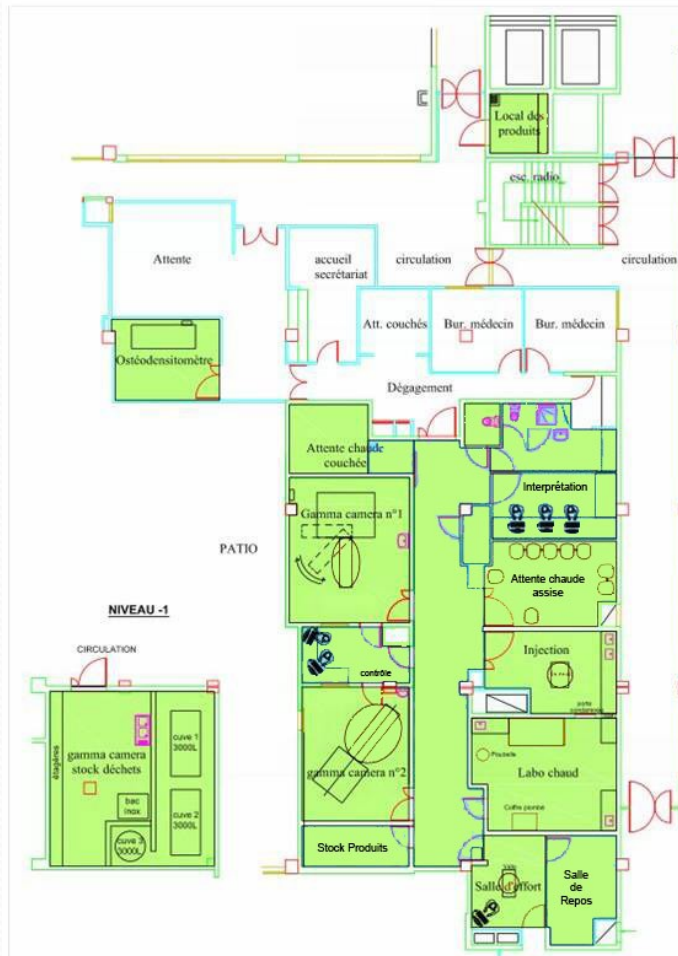 Local des
produits
esc. radio
Attente
accueil
secrétariat
circulation
circulation
Att. couchés
Bur. médecin
Bur. médecin
Ostéodensitomètre
Dégagement
Attente chaude
couchée
Interprétation
Gamma camera n°1
PATIO
Attente chaude
assise
NIVEAU -1
CIRCULATION
Injection
contrôle
étagères
gamma camera
stock déchets
cuve 1
3000L
bac
inox
cuve 2
3000L
cuve 3
3000L
gamma camera n°2
porte
condamnée
Poubelle
Labo chaud
Coffre plombé
Stock Produits
Salle d'effort
Salle
de
Repos